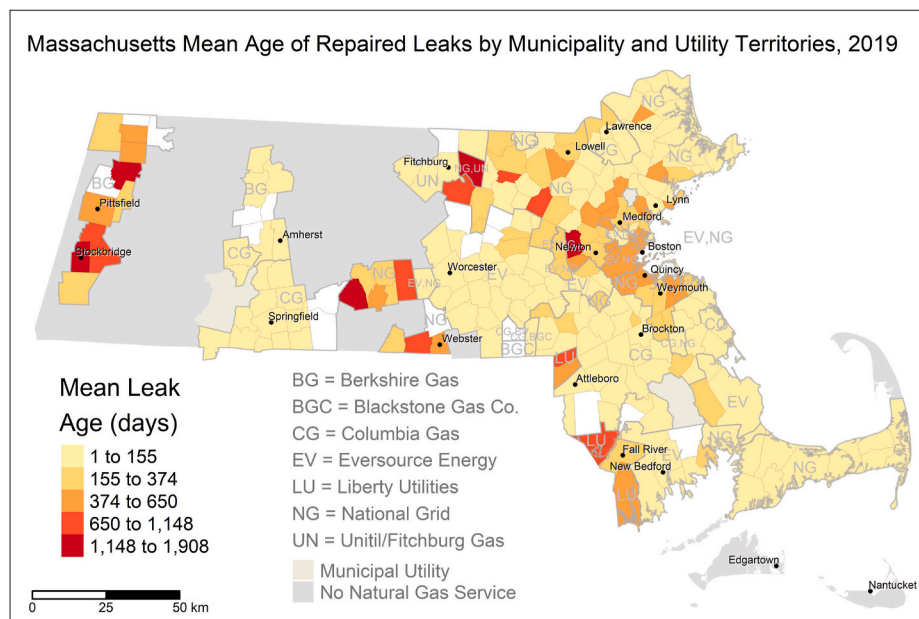 Massachusetts Mean Age of Repaired Leaks by Municipality and Utility Territories, 2019
NG
Lawrence
CG
NG
Lowell
Fitchburg
NG,UN
UN
NG
NG
BG
BG
Lynn
Pittsfield
Medford
Amherst
EV,NG
Newton
Boston
Stockbridge
CG
Worcester
EV
NG
EV,NG
Quincy
EV
Weymouth
NG
CG
Springfield
NG
CG
Webster
Brockton
BGC
CG
CG,NG
LU
Attleboro
EV
LU
Fall River
EV
NG
New Bedford
NG
LU
Mean Leak
Age (days)
1 to 155
155 to 374
374 to 650
650 to 1,148
1,148 to 1,908
BG = Berkshire Gas
BGC = Blackstone Gas Co.
CG = Columbia Gas
EV = Eversource Energy
LU = Liberty Utilities
NG = National Grid
UN = Unitil/Fitchburg Gas
Municipal Utility
No Natural Gas Service
Edgartown
Nantucket
0 25 50 km